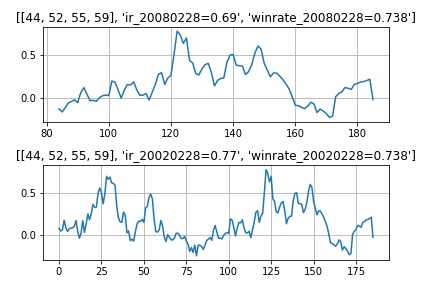 [[44, 52, 55, 59], 'ir_20080228=0.69', 'winrate_20080228=0.738']
0.5
0.0
80 100 120 140 160 180
[[44, 52, 55, 59], 'ir_20020228=0.77', 'winrate_20020228=0.738']
0.5
0.0
0 25 50 75 100 125 150 175